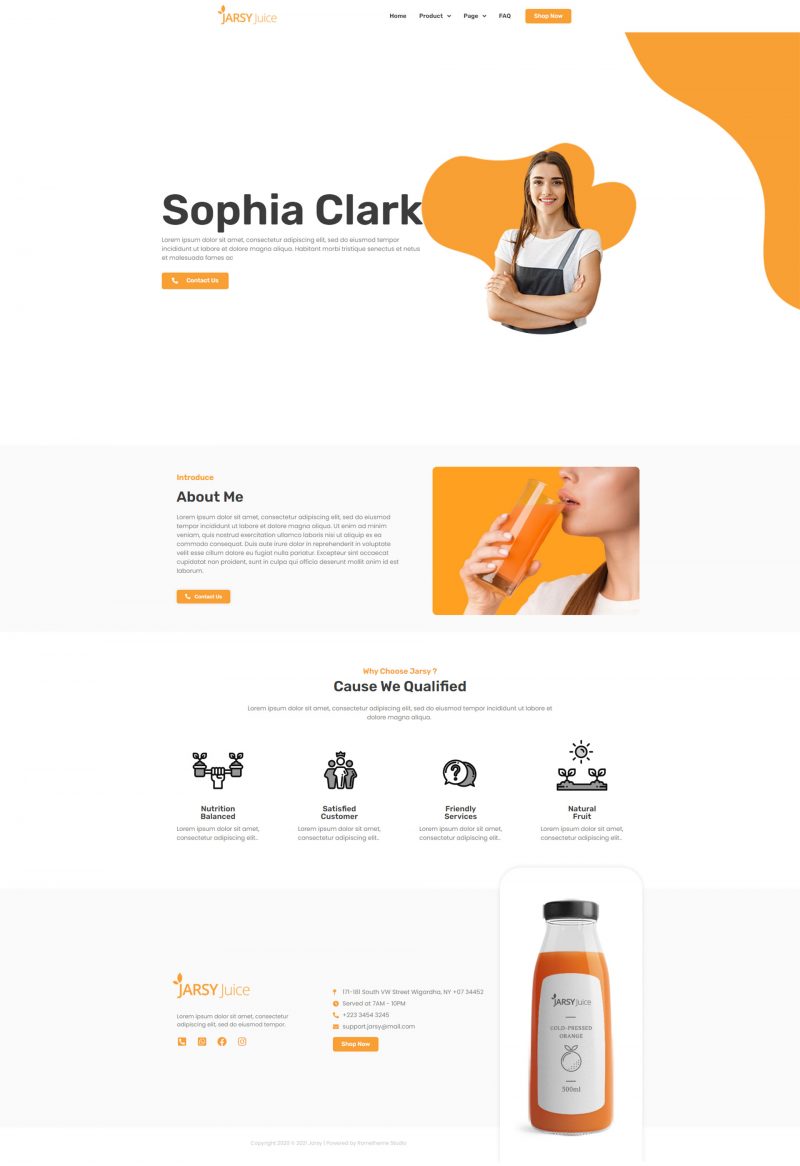 JARSY Juice
Home Product Page FAQ Shop Now
Sophia Clark
Lorem ipsum dolor sit amet, consectetur adipiscing elit, sed do eiusmod tempor
incididunt ut labore et dolore magna aliqua. Habitant morbi tristique senectus et netus
et malesuada fames ac
Contact Us
Introduce
About Me
Lorem ipsum dolor sit amet, consectetur adipiscing elit, sed do eiusmod
tempor incididunt ut labore et dolore magna aliqua. Ut enim ad minim
veniam, quis nostrud exercitation ullamco laboris nisi ut aliquip ex ea
commodo consequat. Duis aute irure dolor in reprehenderit in voluptate
velit esse cillum dolore eu fugiat nulla pariatur. Excepteur sint occaecat
cupidatat non proident, sunt in culpa qui officia deserunt mollit anim id est
laborum.
Contact Us
Why Choose Jarsy ?
Cause We Qualified
Lorem ipsum dolor sit amet, consectetur adipiscing elit, sed do eiusmod tempor incididunt ut labore et
dolore magna aliqua.
Nutrition
Balanced
Lorem ipsum dolor sit amet,
consectetur adipiscing elit..
Satisfied
Customer
Lorem ipsum dolor sit amet,
consectetur adipiscing elit..
Friendly
Services
Lorem ipsum dolor sit amet,
consectetur adipiscing elit..
Natural
Fruit
Lorem ipsum dolor sit amet,
consectetur adipiscing elit..
JARSY Juice
Lorem ipsum dolor sit amet, consectetur
adipiscing elit, sed do eiusmod tempor.
171-181 South VW Street Wigardha, NY +07 34452
Served at 7AM - 10PM
+223 3454 3245
support.jarsy@mail.com
Shop Now
JARSY Juice
COLD-PRESSED
ORANGE
500ml
Copyright 2020 © 2021 Jarsy | Powered by Rometheme Studio